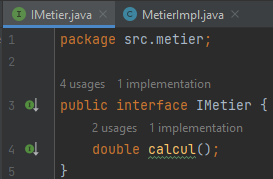 IMetier.java MetierImpl.java
1 package src.metier;
2
4 usages 1 implementation
3 public interface IMetier {
2 usages 1 implementation
4 double calcul();
5 }